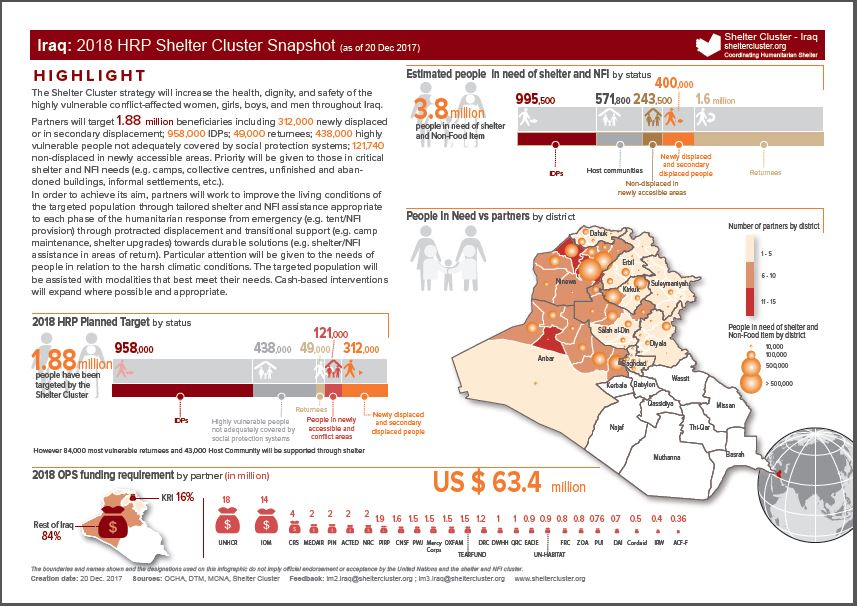 Iraq: 2018 HRP Shelter Cluster Snapshot (as of 20 Dec 2017)
Shelter Cluster - Iraq
sheltercluster.org
Coordinating Humanitarian Shelter
HIGHLIGHT
The Shelter Cluster strategy will increase the health, dignity, and safety of the
highly vulnerable conflict-affected women, girls, boys, and men throughout Iraq.
Partners will target 1.88 million beneficiaries including 312,000 newly displaced
or in secondary displacement; 958,000 IDPs; 49,000 returnees; 438,000 highly
vulnerable people not adequately covered by social protection systems; 121,740
non-displaced in newly accessible areas. Priority will be given to those in critical
shelter and NFI needs (e.g. camps, collective centres, unfinished and aban-
doned buildings, informal settlements, etc.).
In order to achieve its aim, partners will work to improve the living conditions of
the targeted population through tailored shelter and NFI assistance appropriate
to each phase of the humanitarian response from emergency (e.g. tent/NFI
provision) through protracted displacement and transitional support (e.g. camp
maintenance, shelter upgrades) towards durable solutions (e.g. shelter/NFI
assistance in areas of return). Particular attention will be given to the needs of
people in relation to the harsh climatic conditions. The targeted population will
be assisted with modalities that best meet their needs. Cash-based interventions
will expand where possible and appropriate.
Estimated people in need of shelter and NFI by status
3.8 million
people in need of shelter
and Non-Food Item
995,500
571,800
243,500
400,000
1.6 million
IDPs
Host communities
Non-displaced in
newly accesible areas
Newly displaced
and secondary
displaced people
Returnees
People In Need vs partners by district
Dahuk
Erbil
Ninewa
Kirkuk
Sulaymaniyah
Salah al-Din
Diyala
Anbar
Baghdad
Kerbala
Babylon
Wassit
Qassidiya
Missan
Najaf
Thi-Qar
Muthanna
Basrah
Number of partners by district
1 - 5
6 - 10
11 - 15
People in need of shelter and
Non-Food item by district
10,000
100,000
500,000
> 500,000
2018 HRP Planned Target by status
1.88 million
people have been
targeted by the
Shelter Cluster
958,000
438,000
49,000
121,000
312,000
IDPs
Highly vulnerable people
not adequately covered by
social protection systems
Returnees
People in newly
accessible and
conflict areas
Newly displaced
and secondary
displaced people
However 84,000 most vulnerable returnees and 43,000 Host Community will be supported through shelter
2018 OPS funding requirement by partner (in million)
US $ 63.4 million
KRI 16%
Rest of Iraq
84%
18 14 4 2 2 2 2 1.9 1.6 1.5 1.5 1.5 1.5 1.2 1 1 0.9 0.9 0.8 0.8 0.76 0.7 0.5 0.4 0.36
UNHCR IOM CRS MEDAIR PIN ACTED NRC PIRP CNSF PWJ Mercy Corps OXFAM TEARFUND DRC DWHH QRC EADE UN-HABITAT FRC ZOA PUI DAI Cordaid IRW ACF-F
The boundaries and names shown and the designations used on this infographic do not imply official endorsement or acceptance by the United Nations and the shelter and NFI cluster.
Creation date: 20 Dec. 2017 Sources: OCHA, DTM, MCNA, Shelter Cluster Feedback: im2.iraq@sheltercluster.org ; im3.iraq@sheltercluster.org www.sheltercluster.org